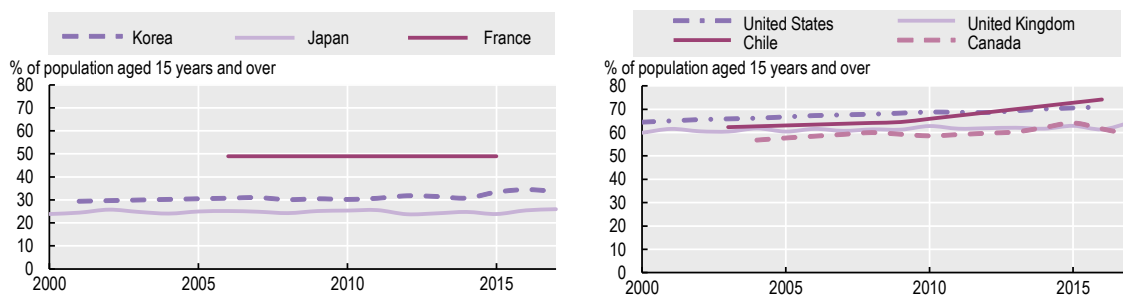 Korea Japan France
% of population aged 15 years and over
80
70
60
50
40
30
20
10
0
2000 2005 2010 2015
United States United Kingdom
Chile Canada
% of population aged 15 years and over
80
70
60
50
40
30
20
10
0
2000 2005 2010 2015